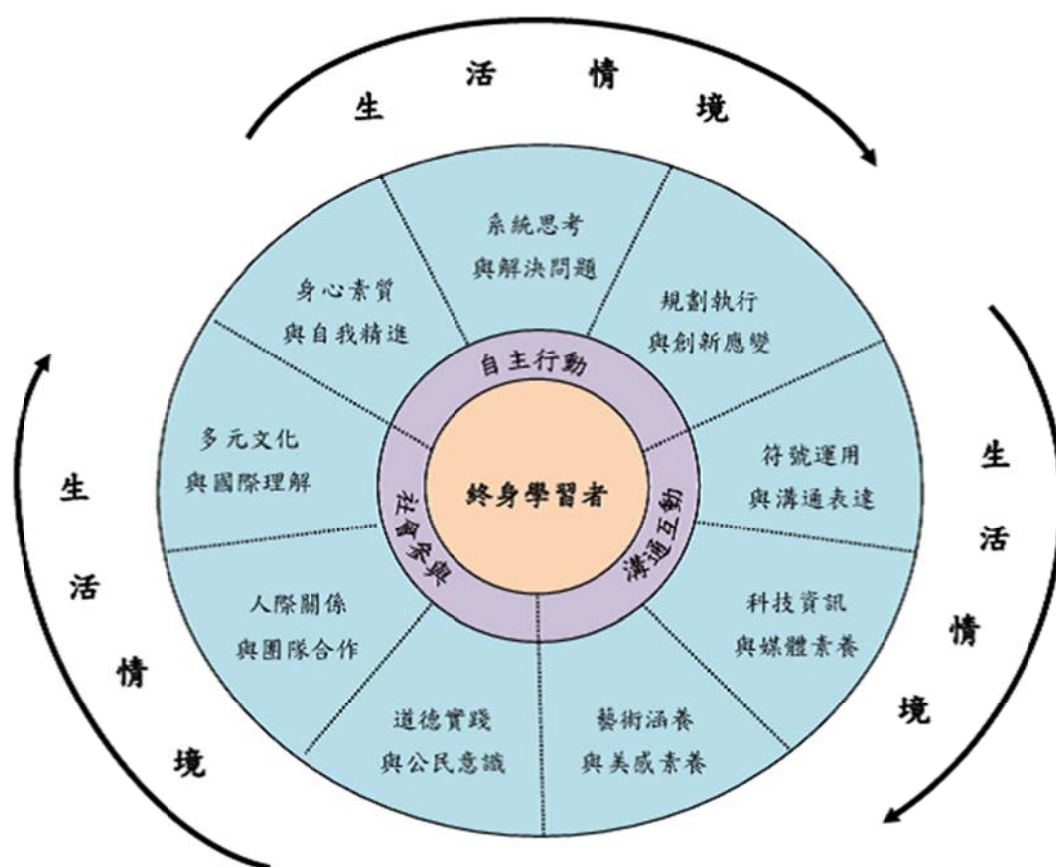 生活情境
系統思考
與解決問題
身心素質
與自我精進
規劃執行
與創新應變
自主行動
多元文化
與國際理解
符號運用
與溝通表達
終身學習者
社會參與
溝通互動
生活情境
生活情境
人際關係
與團隊合作
科技資訊
與媒體素養
道德實踐
與公民意識
藝術涵養
與美感素養